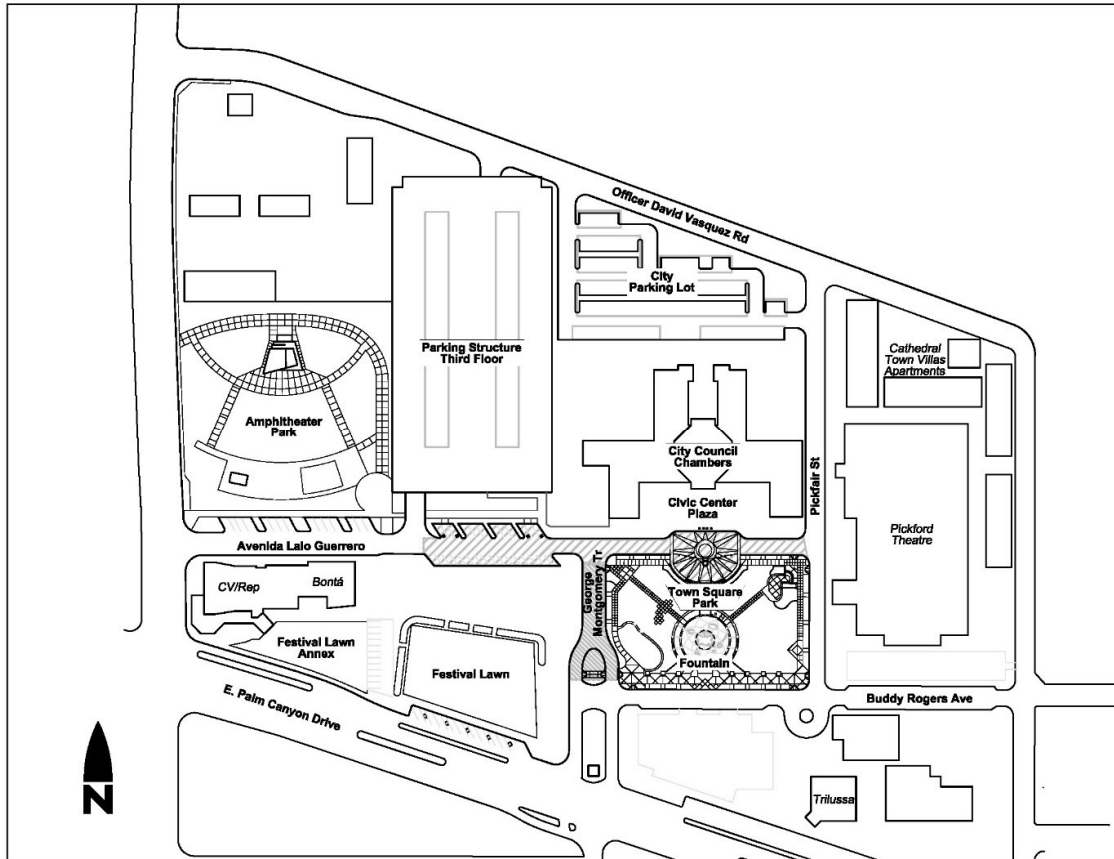 Officer David Vasquez Rd
City
Parking Lot
Parking Structure
Third Floor
Cathedral
Town Villas
Apartments
Amphitheater
Park
City Council
Chambers
Pickfair St
Civic Center
Plaza
Pickford
Theatre
Avenida Lalo Guerrero
George
Montgomery Tr
CV/Rep
Bontá
Town Square
Park
Festival Lawn
Annex
Festival Lawn
Fountain
E. Palm Canyon Drive
Buddy Rogers Ave
Trilussa
N